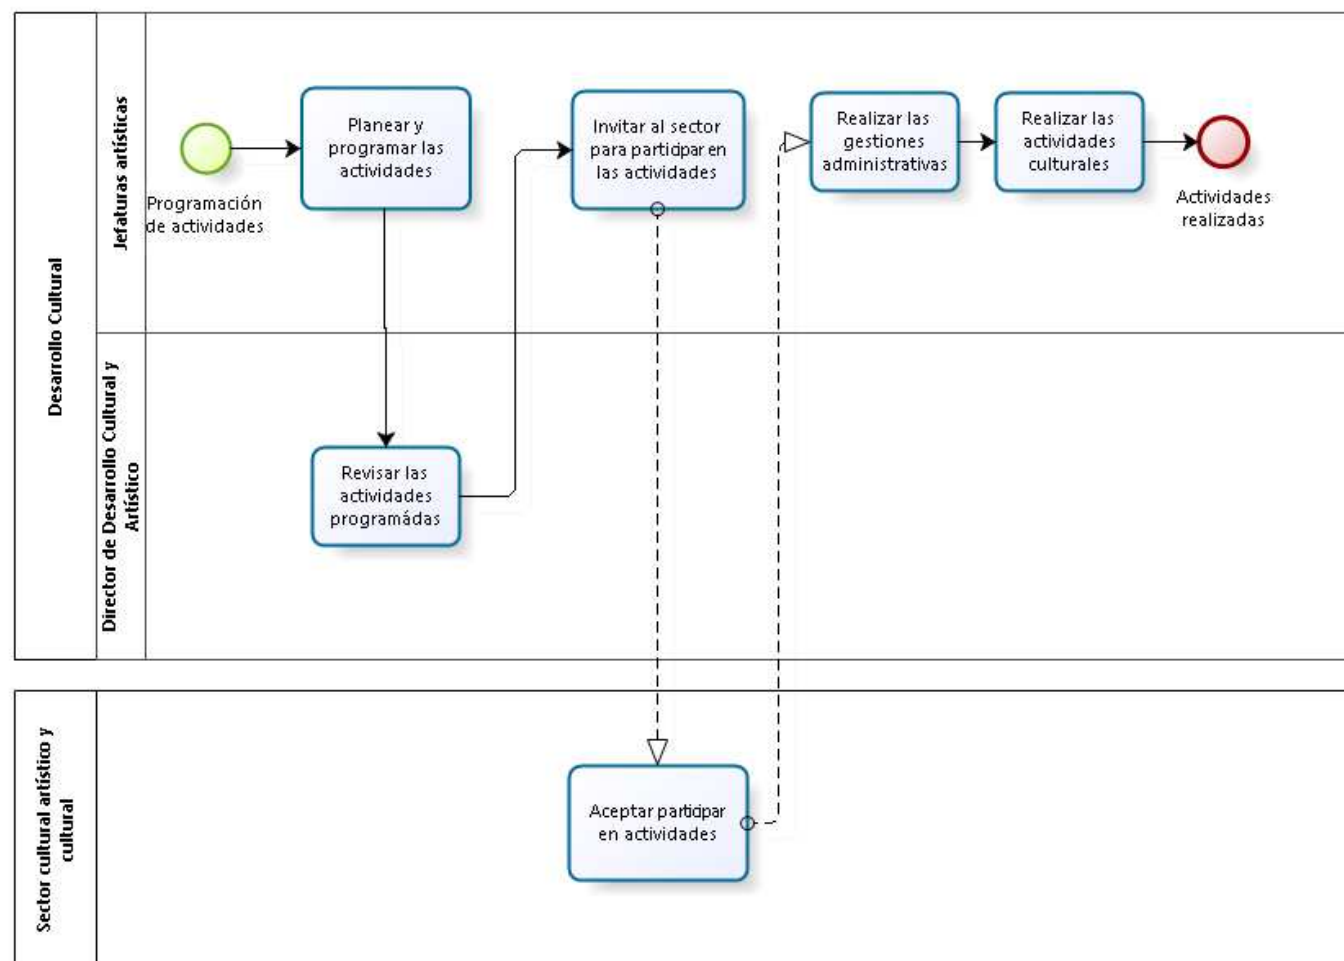 Desarrollo Cultural
Jefaturas artísticas
Programación
de actividades
Planear y
programar las
actividades
Invitar al sector
para participar en
las actividades
Realizar las
gestiones
administrativas
Realizar las
actividades
culturales
Actividades
realizadas
Director de Desarrollo Cultural y
Artístico
Revisar las
actividades
programádas
Sector cultural artístico y
cultural
Aceptar participar
en actividades